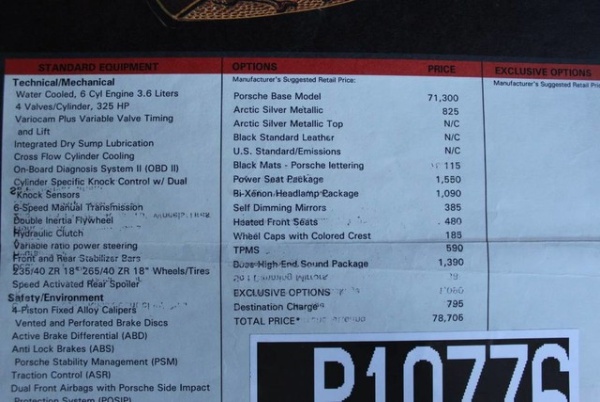 STANDARD EQUIPMENT
Technical/Mechanical
Water Cooled, 6 Cyl Engine 3.6 Liters
4 Valves/Cylinder, 325 HP
Variocam Plus Variable Valve Timing
and Lift
Integrated Dry Sump Lubrication
Cross Flow Cylinder Cooling
On-Board Diagnosis System II (OBD II)
Cylinder Specific Knock Control w/ Dual
Knock Sensors
6-Speed Manual Transmission
Double Inertia Flywheel
Hydraulic Clutch
Variable ratio power steering
Front and Rear Stabilizer Bars
235/40 ZR 18" 265/40 ZR 18" Wheels/Tires
Speed Activated Rear Spoiler
Safety/Environment
4-Piston Fixed Alloy Calipers
Vented and Perforated Brake Discs
Active Brake Differential (ABD)
Anti Lock Brakes (ABS)
Porsche Stability Management (PSM)
Traction Control (ASR)
Dual Front Airbags with Porsche Side Impact
Protection System (POSIP)
OPTIONS PRICE
Manufacturer's Suggested Retail Price:
Porsche Base Model 71,300
Arctic Silver Metallic 825
Arctic Silver Metallic Top N/C
Black Standard Leather N/C
U.S. Standard/Emissions N/C
Black Mats - Porsche lettering 115
Power Seat Package 1,550
Bi-Xenon Headlamp Package 1,090
Self Dimming Mirrors 385
Heated Front Seats 480
Wheel Caps with Colored Crest 185
TPMS 590
Bose High End Sound Package 1,390
EXCLUSIVE OPTIONS
Destination Charge 795
TOTAL PRICE* 78,706
EXCLUSIVE OPTIONS
Manufacturer's Suggested Retail Pric